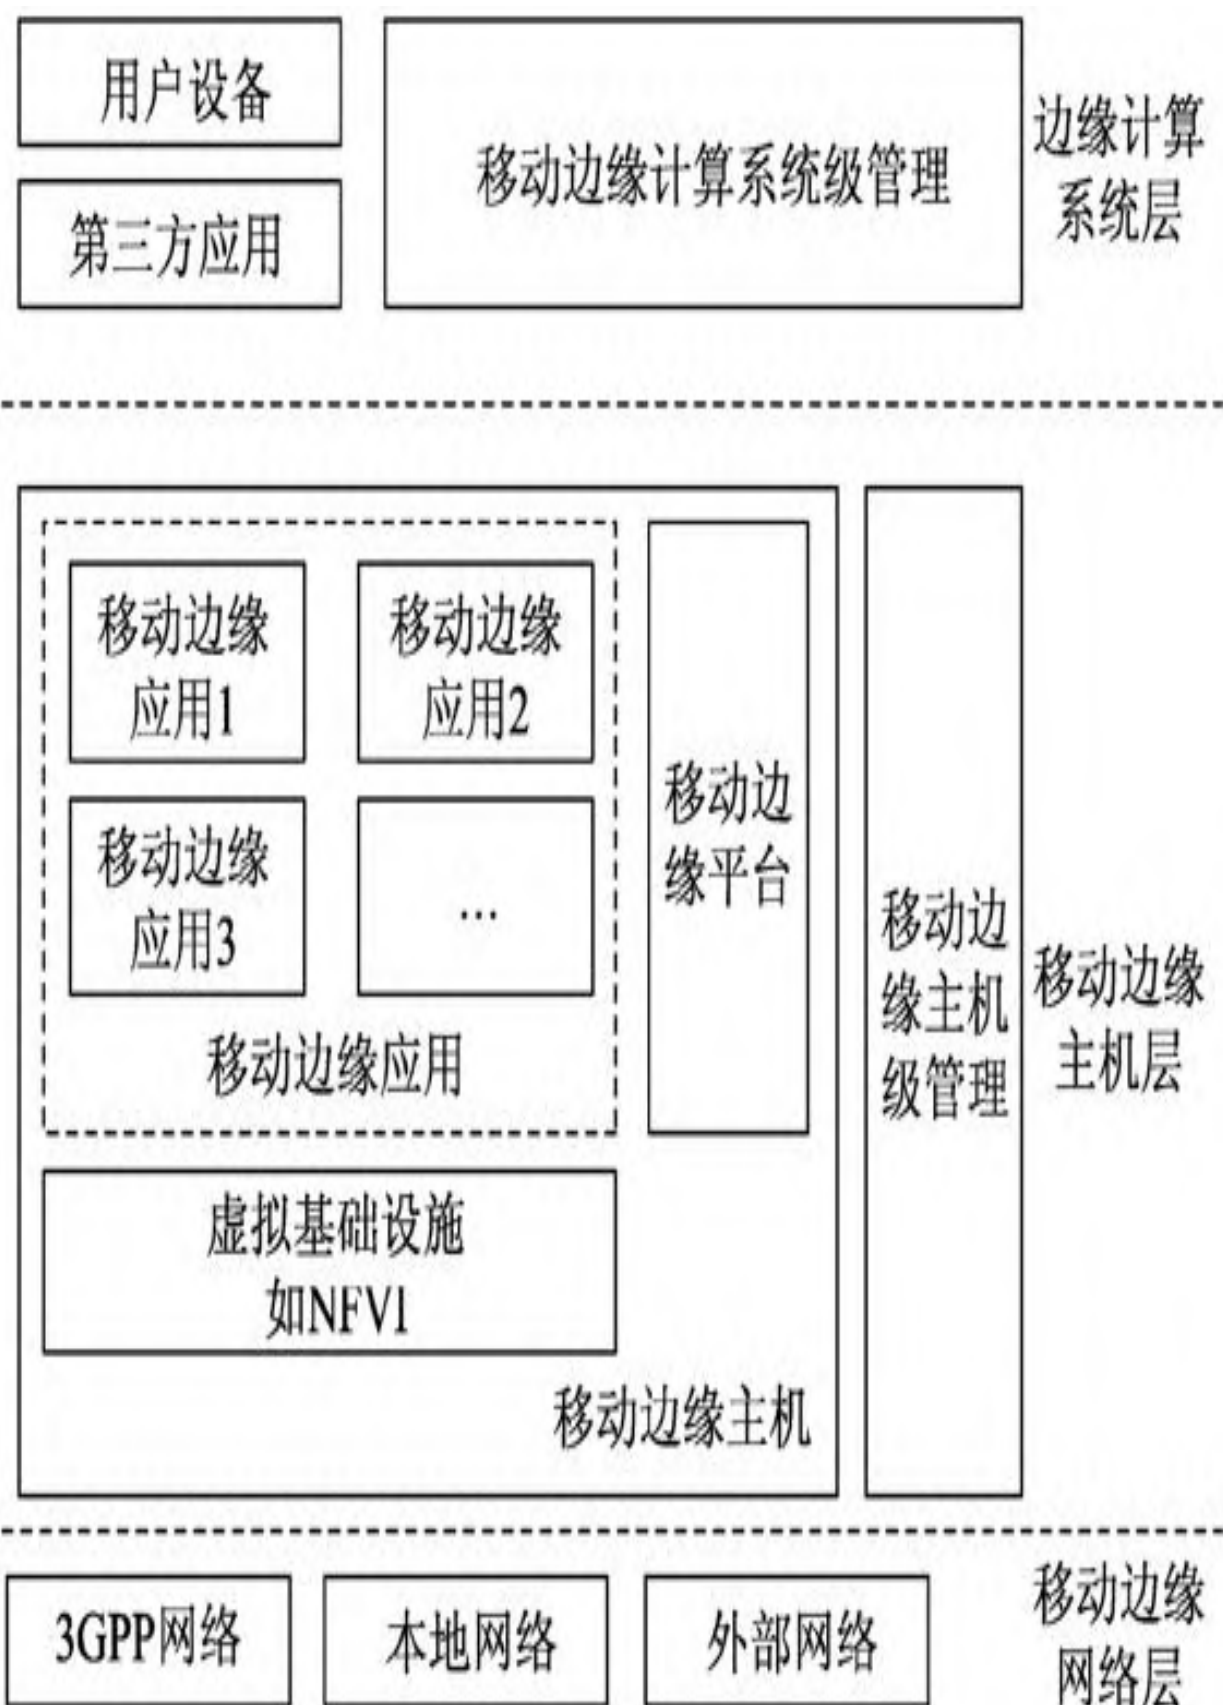 用户设备
第三方应用
移动边缘计算系统级管理
边缘计算
系统层
移动边缘
应用1
移动边缘
应用2
移动边缘
应用3
...
移动边缘应用
移动边
缘平台
虚拟基础设施
如NFVI
移动边缘主机
移动边
缘主机
级管理
移动边缘
主机层
3GPP网络
本地网络
外部网络
移动边缘
网络层